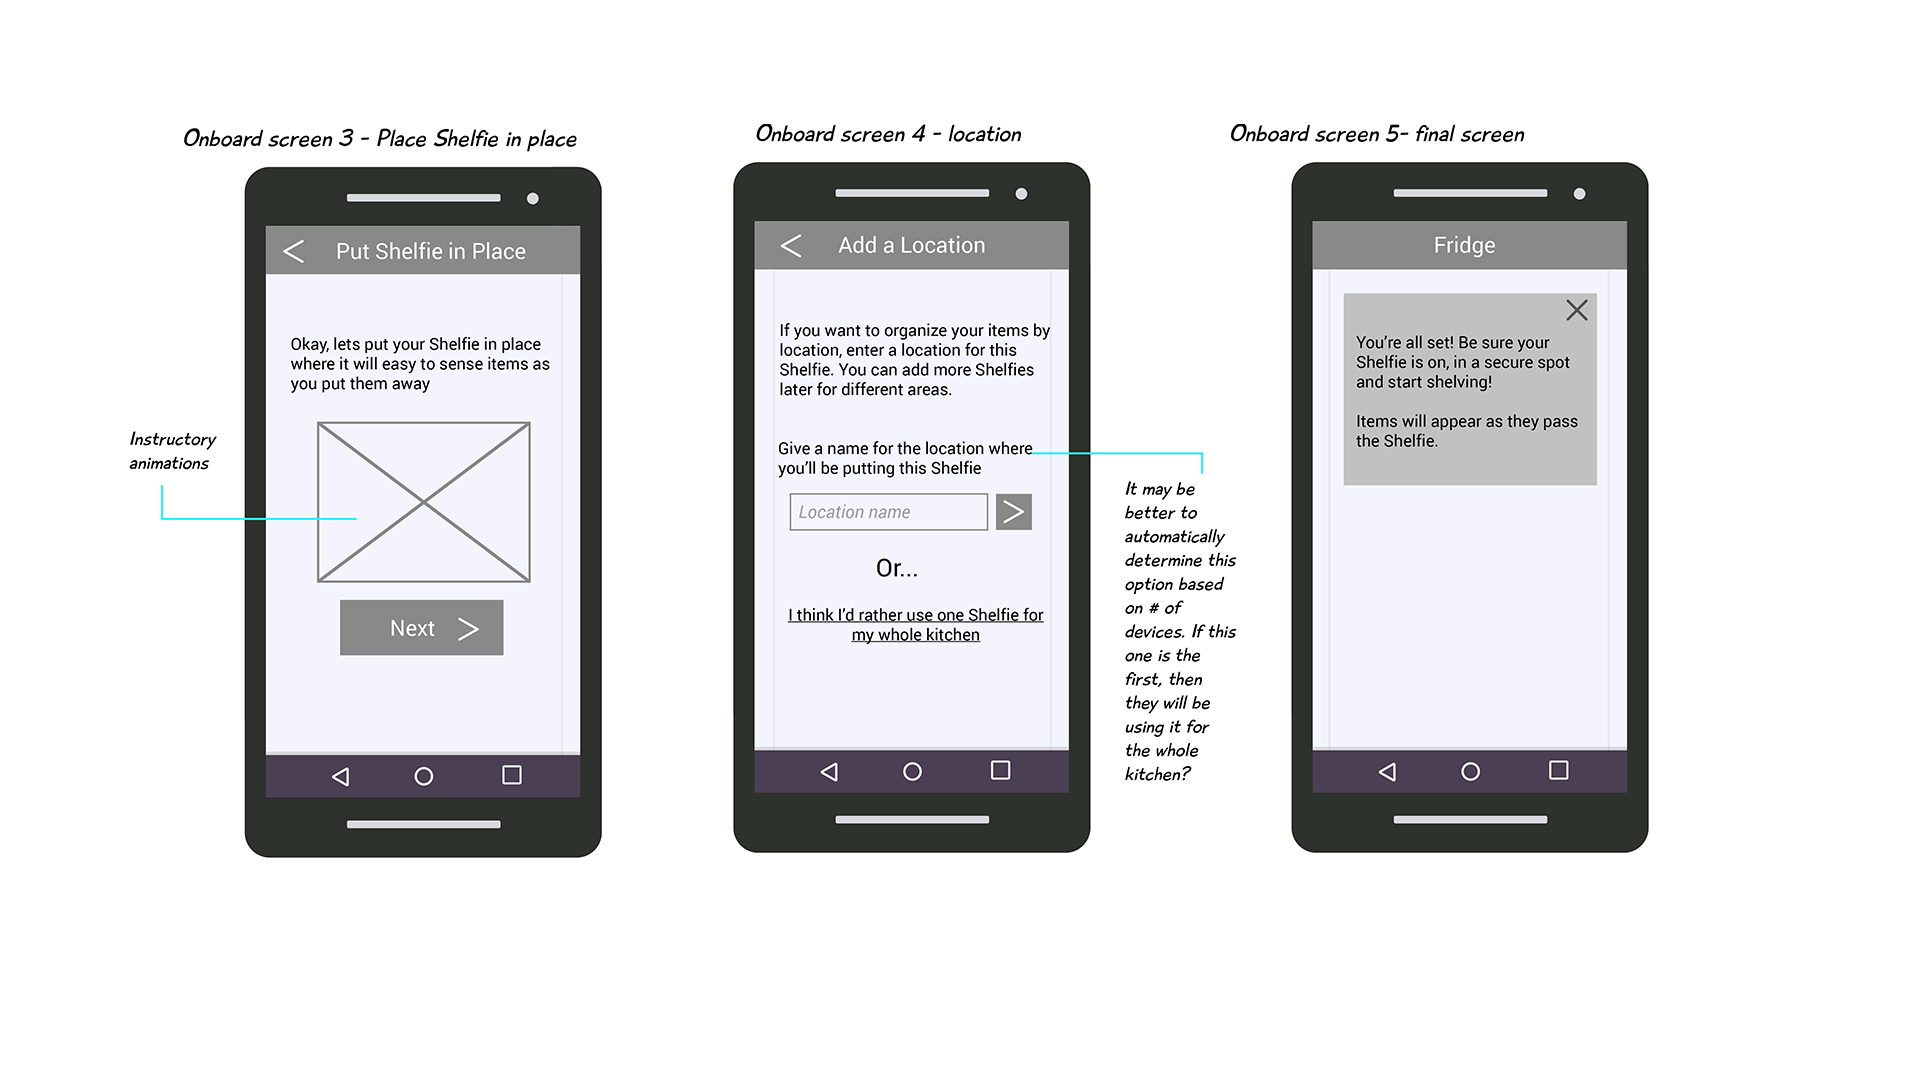 Onboard screen 3 - Place Shelfie in place
Put Shelfie in Place
Okay, lets put your Shelfie in place
where it will easy to sense items as
you put them away
Instructory
animations
Next
Onboard screen 4 - location
Add a Location
If you want to organize your items by
location, enter a location for this
Shelfie. You can add more Shelfies
later for different areas.
Give a name for the location where
you'll be putting this Shelfie
Location name
Or...
I think I'd rather use one Shelfie for
my whole kitchen
It may be
better to
automatically
determine this
option based
on # of
devices. If this
one is the
first, then
they will be
using it for
the whole
kitchen?
Onboard screen 5- final screen
Fridge
You're all set! Be sure your
Shelfie is on, in a secure spot
and start shelving!
Items will appear as they pass
the Shelfie.